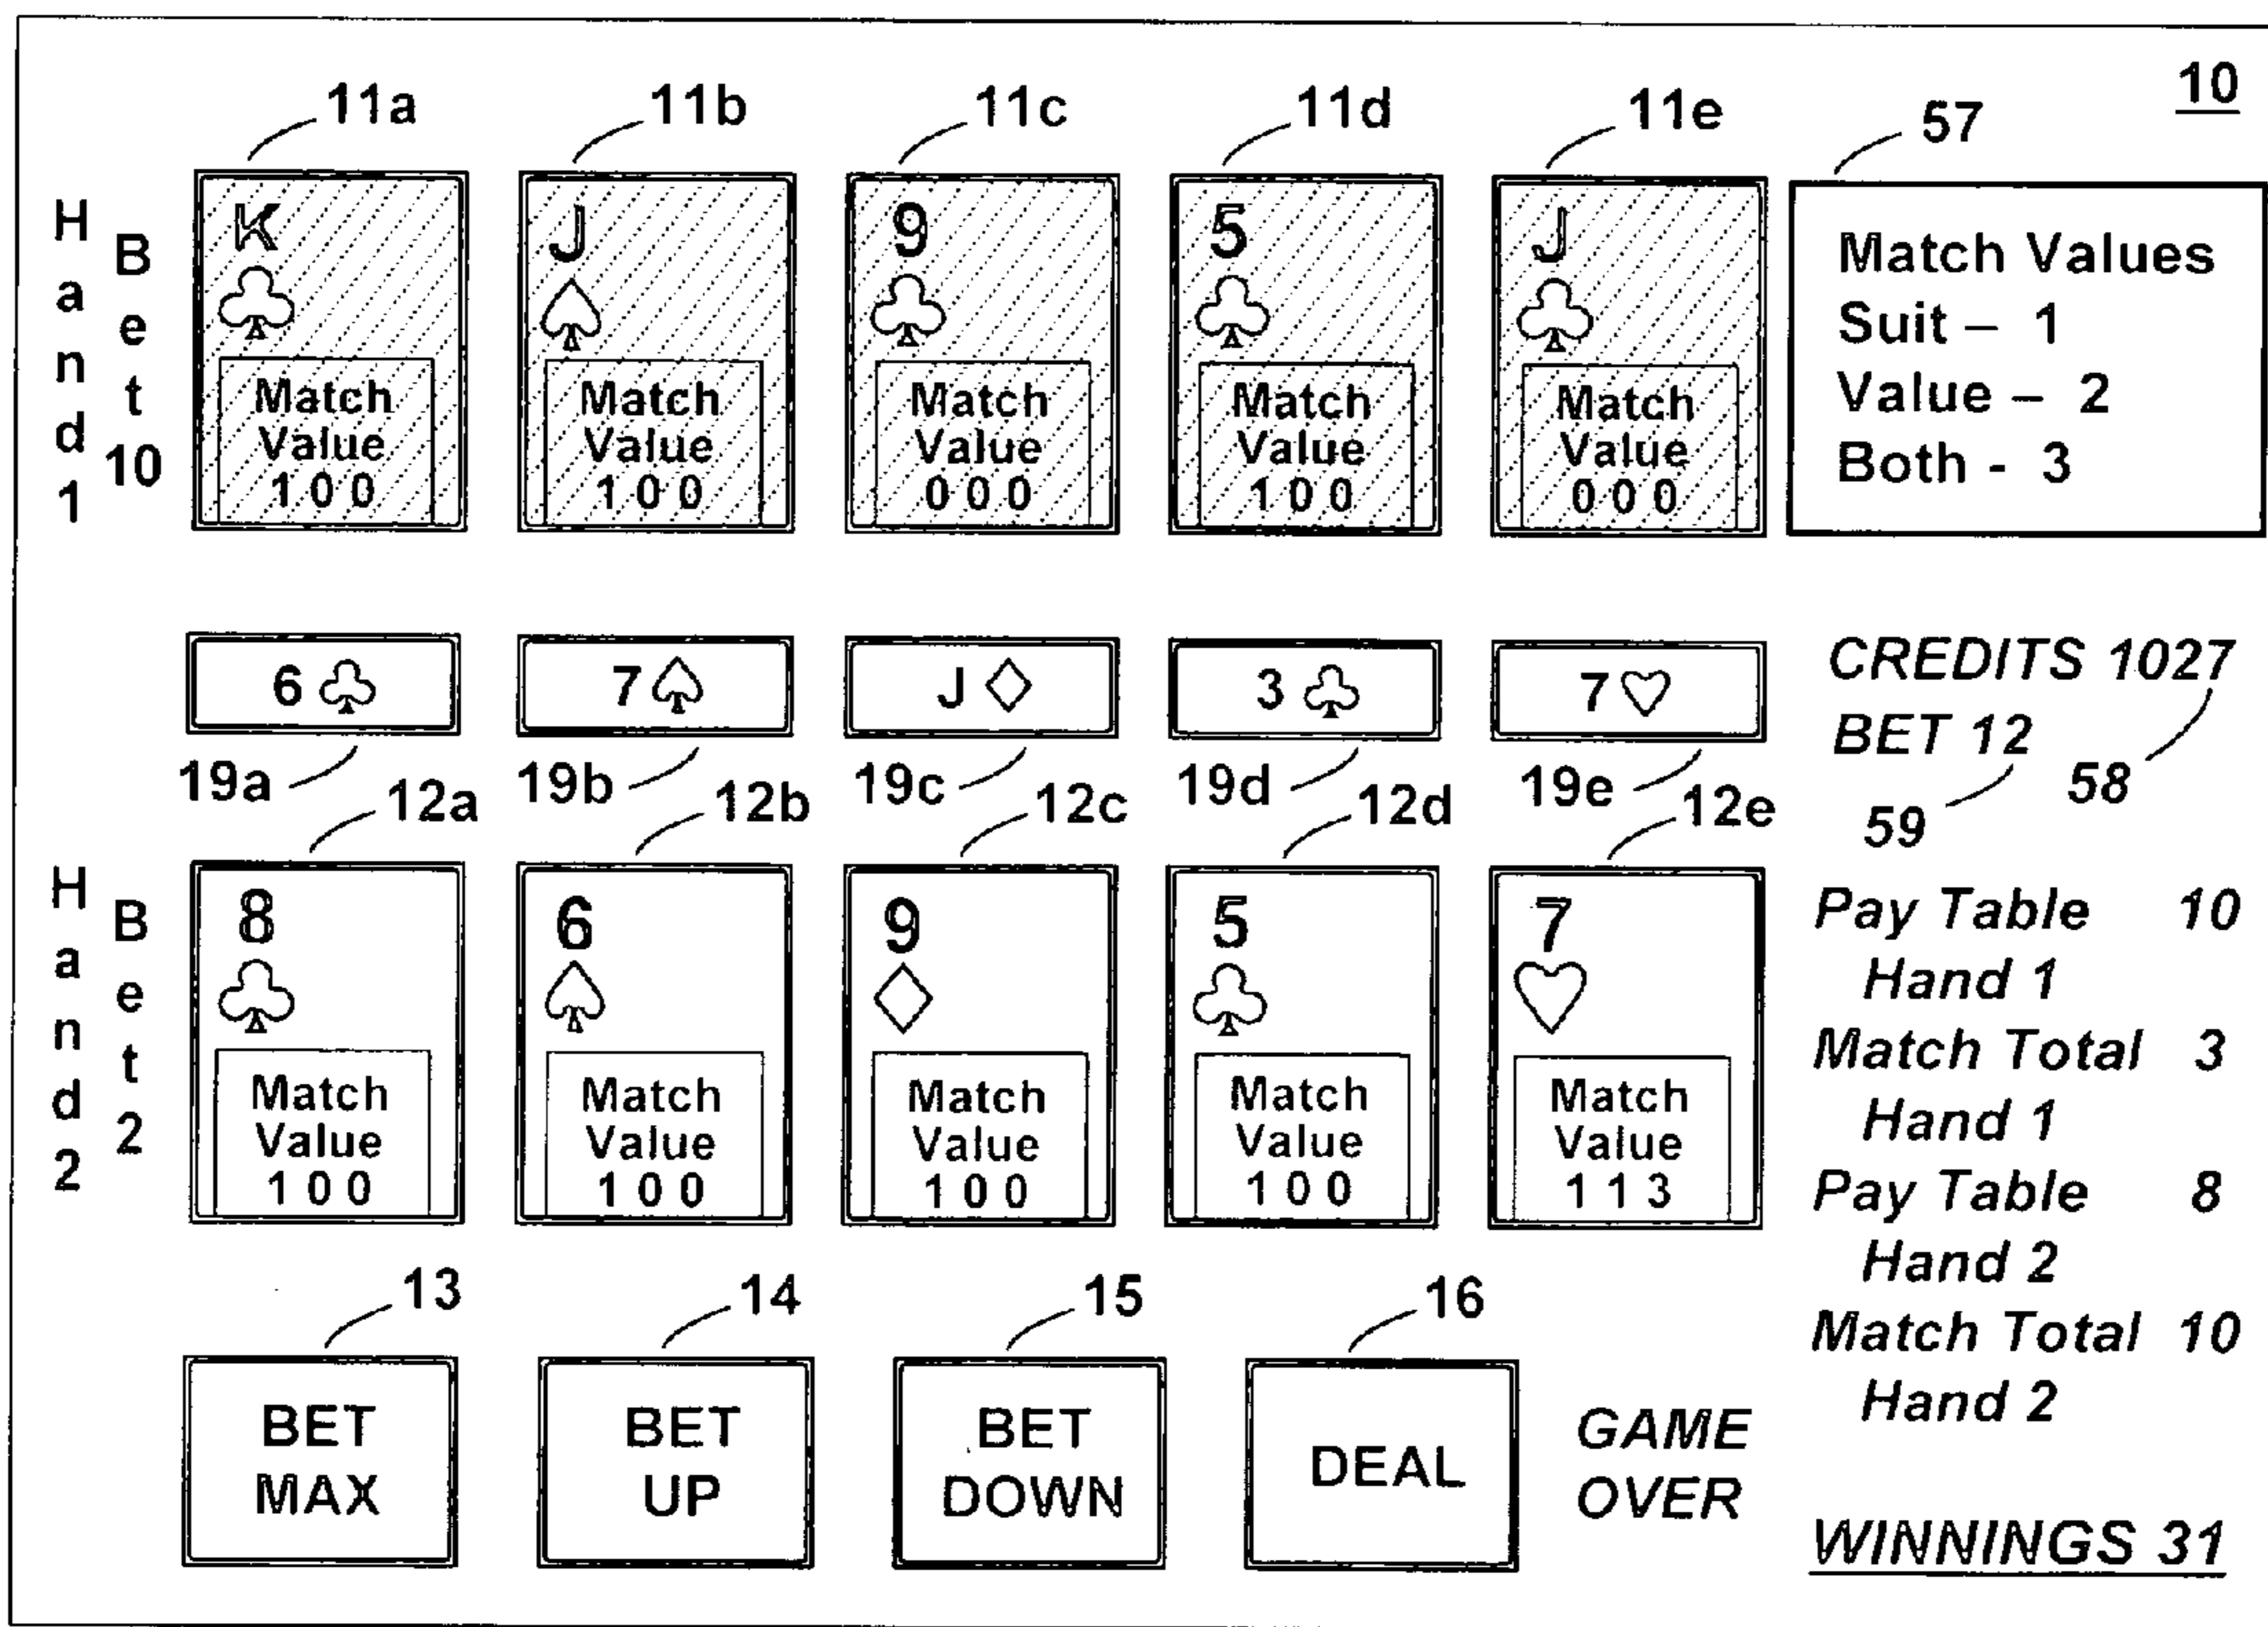 10
11a 11b 11c 11d 11e 57
Hand 1
Bet 10
K ♣
Match
Value
1 0 0
J ♠
Match
Value
1 0 0
9 ♣
Match
Value
0 0 0
5 ♣
Match
Value
1 0 0
J ♣
Match
Value
0 0 0
Match Values
Suit – 1
Value – 2
Both - 3
6 ♣
7 ♠
J ♢
3 ♣
7 ♡
19a 19b 19c 19d 19e
CREDITS 1027
BET 12
58
59
12a 12b 12c 12d 12e
Hand 2
Bet 2
8 ♣
Match
Value
1 0 0
6 ♠
Match
Value
1 0 0
9 ♢
Match
Value
1 0 0
5 ♣
Match
Value
1 0 0
7 ♡
Match
Value
1 1 3
Pay Table 10
Hand 1
Match Total 3
Hand 1
Pay Table 8
Hand 2
Match Total 10
Hand 2
13 14 15 16
BET
MAX
BET
UP
BET
DOWN
DEAL
GAME
OVER
WINNINGS 31